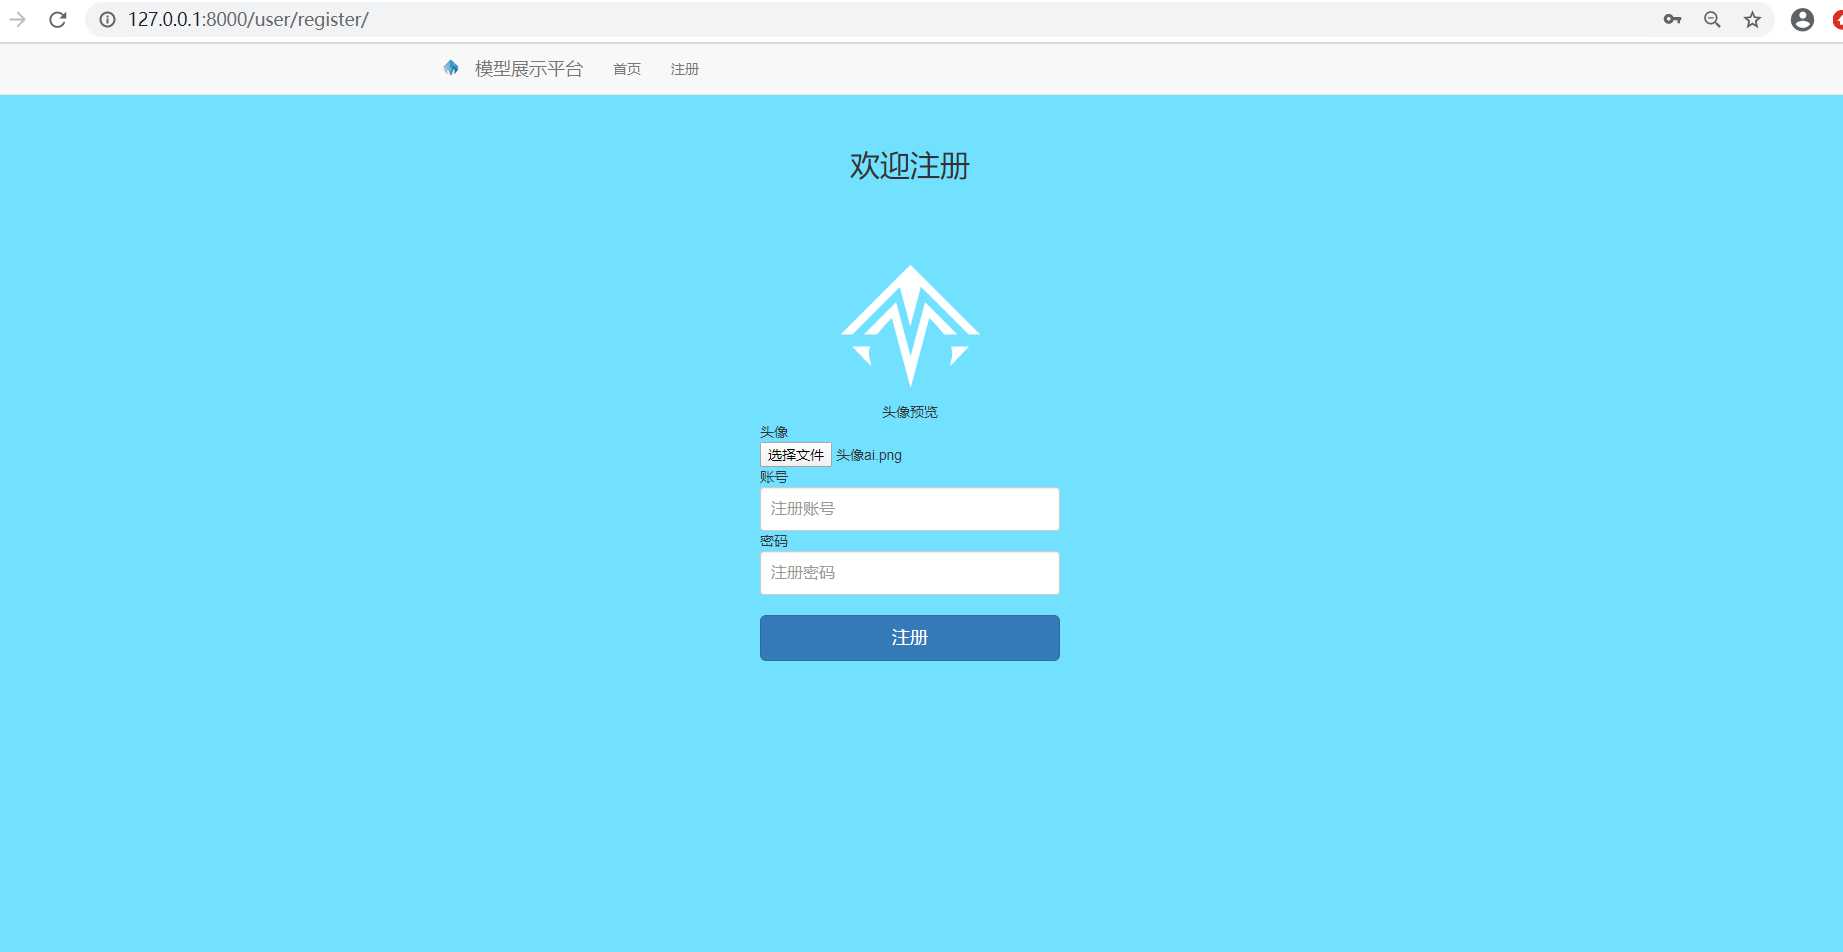 127.0.0.1:8000/user/register/
模型展示平台 首页 注册
欢迎注册
头像预览
头像
选择文件 头像ai.png
账号
注册账号
密码
注册密码
注册